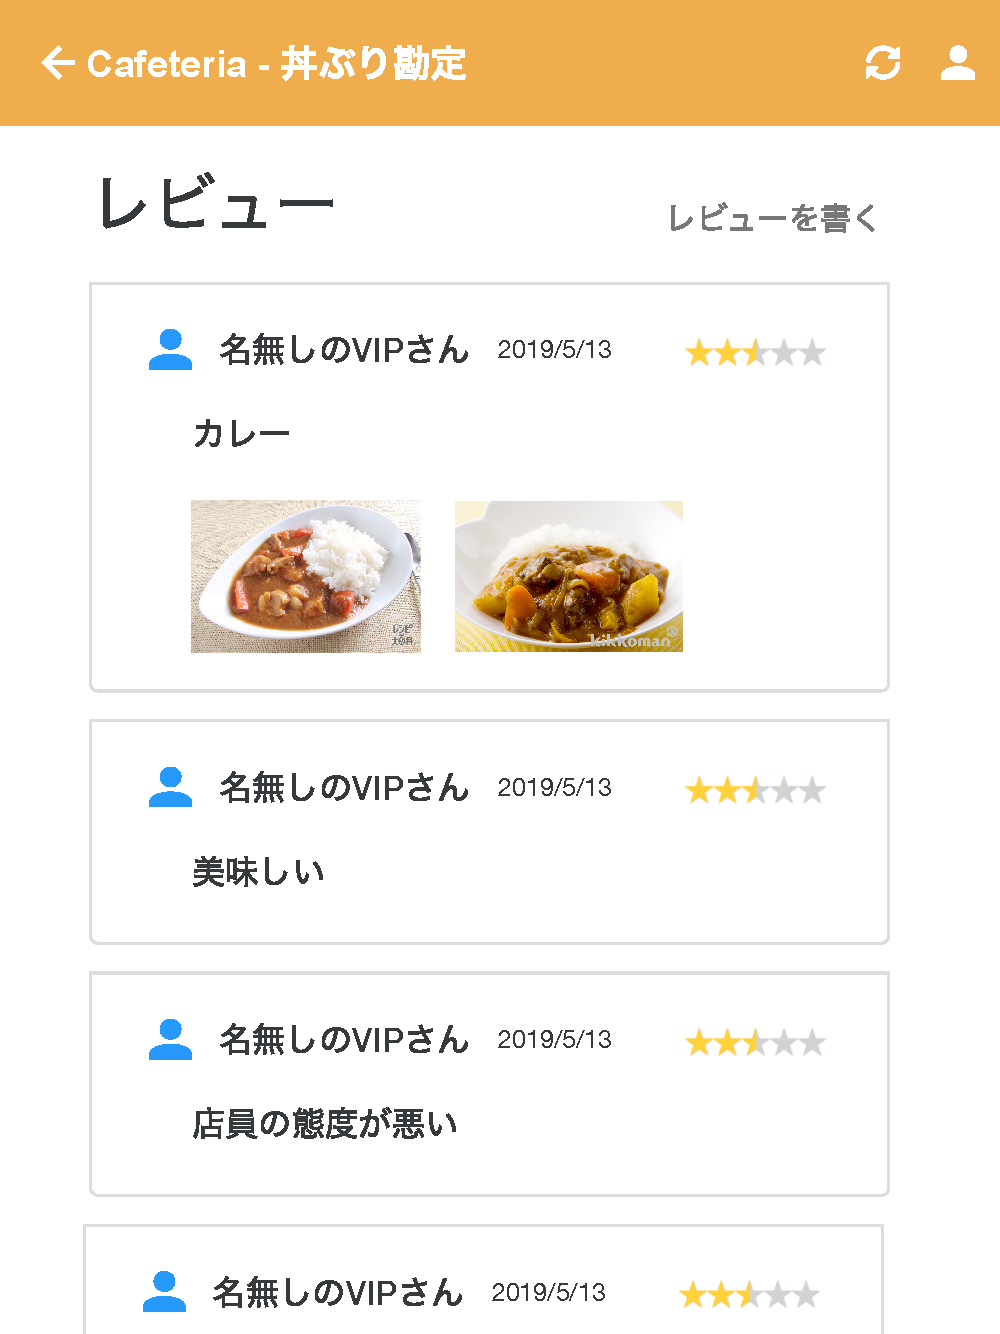 Cafeteria - 丼ぶり勘定
レビュー
レビューを書く
名無しのVIPさん 2019/5/13
カレー
レシピ
大百科
kikkoman
名無しのVIPさん 2019/5/13
美味しい
名無しのVIPさん 2019/5/13
店員の態度が悪い
名無しのVIPさん 2019/5/13